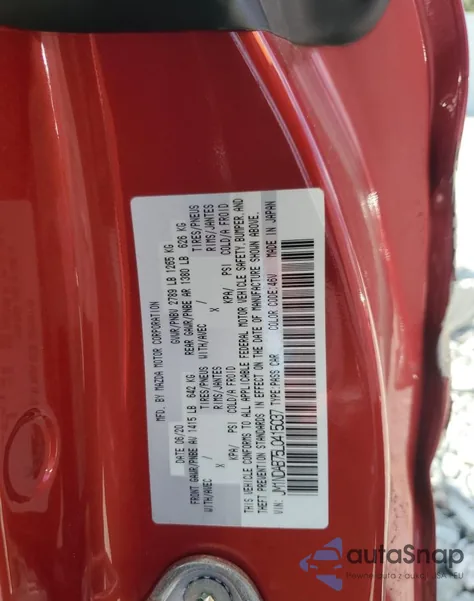 MFD. BY MAZDA MOTOR CORPORATION
DATE 06/20 GVWR/PNBV 2789 LB 1265 KG
FRONT GAWR/PNBE AV 1415 LB 642 KG REAR GAWR/PNBE AR 1380 LB 626 KG
TIRES/PNEUS TIRES/PNEUS
WITH/AVEC X RIMS/JANTES WITH/AVEC X RIMS/JANTES
/ KPA/ PSI COLD/A FROID / KPA/ PSI COLD/A FROID
THIS VEHICLE CONFORMS TO ALL APPLICABLE FEDERAL MOTOR VEHICLE SAFETY,BUMPER,AND
THEFT PREVENTION STANDARDS IN EFFECT ON THE DATE OF MANUFACTURE SHOWN ABOVE.
VIN: TYPE:PASS CAR COLOR CODE:46V MADE IN JAPAN
autoSnap